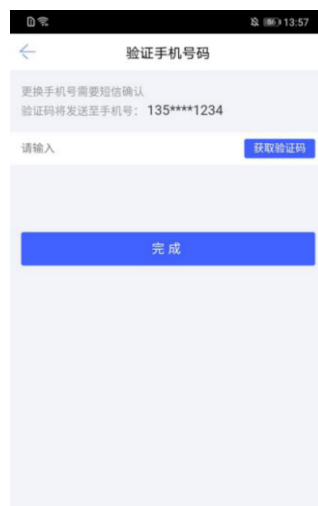 86 13:57
验证手机号码
更换手机号需要短信确认
验证码将发送至手机号： 135****1234
请输入 获取验证码
完成